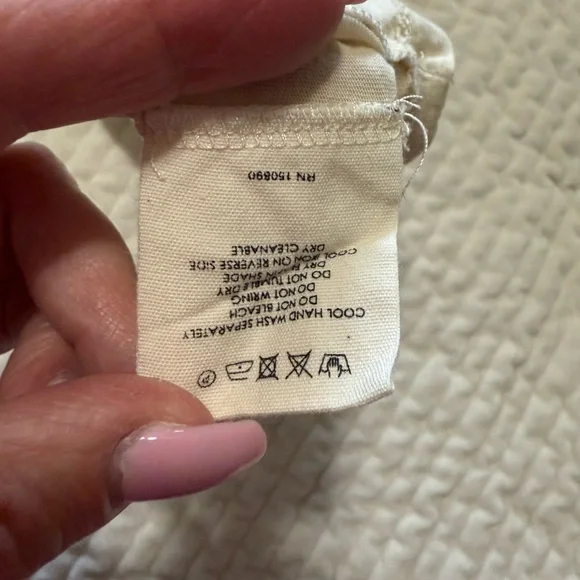 COOL HAND WASH SEPARATELY
DO NOT BLEACH
DO NOT WRING
DO NOT TUMBLE DRY
DRY FLAT IN SHADE
COOL IRON ON REVERSE SIDE
DRY CLEANABLE
RN 150890